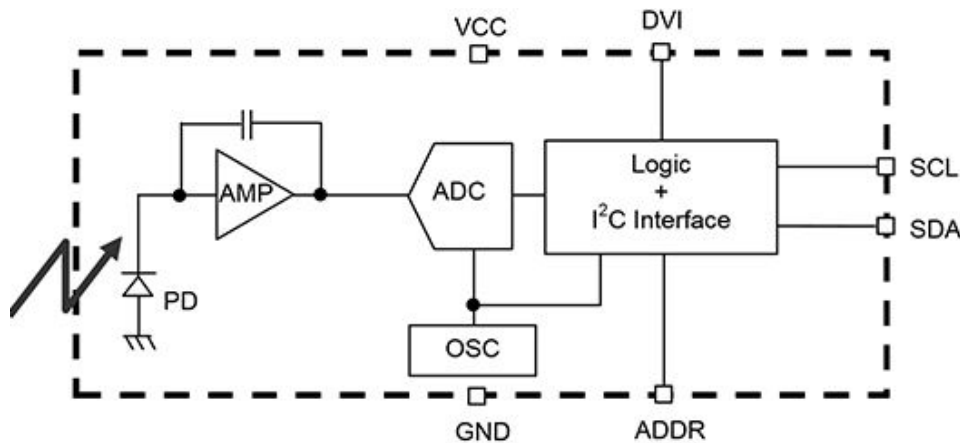 VCC
DVI
AMP
ADC
Logic
+
I²C Interface
SCL
SDA
PD
OSC
GND
ADDR